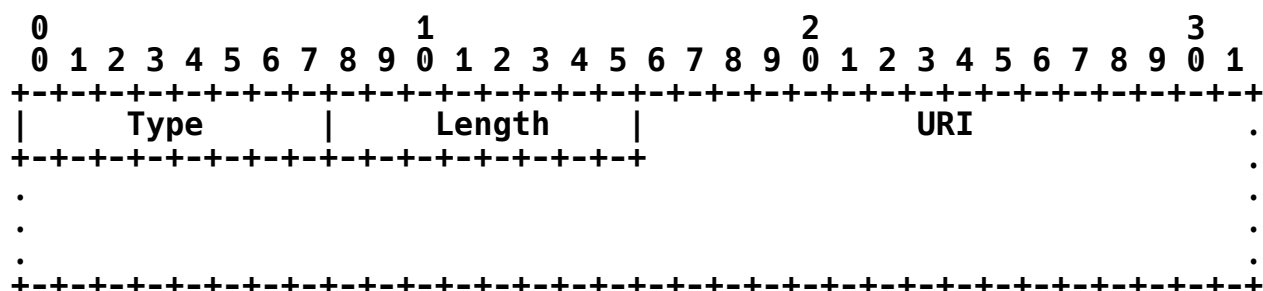 0                   1                   2                   3
 0 1 2 3 4 5 6 7 8 9 0 1 2 3 4 5 6 7 8 9 0 1 2 3 4 5 6 7 8 9 0 1
+-+-+-+-+-+-+-+-+-+-+-+-+-+-+-+-+-+-+-+-+-+-+-+-+-+-+-+-+-+-+-+-+
|     Type      |     Length    |              URI              .
+-+-+-+-+-+-+-+-+-+-+-+-+-+-+-+-+                               .
.                                                               .
.                                                               .
.                                                               .
+-+-+-+-+-+-+-+-+-+-+-+-+-+-+-+-+-+-+-+-+-+-+-+-+-+-+-+-+-+-+-+-+